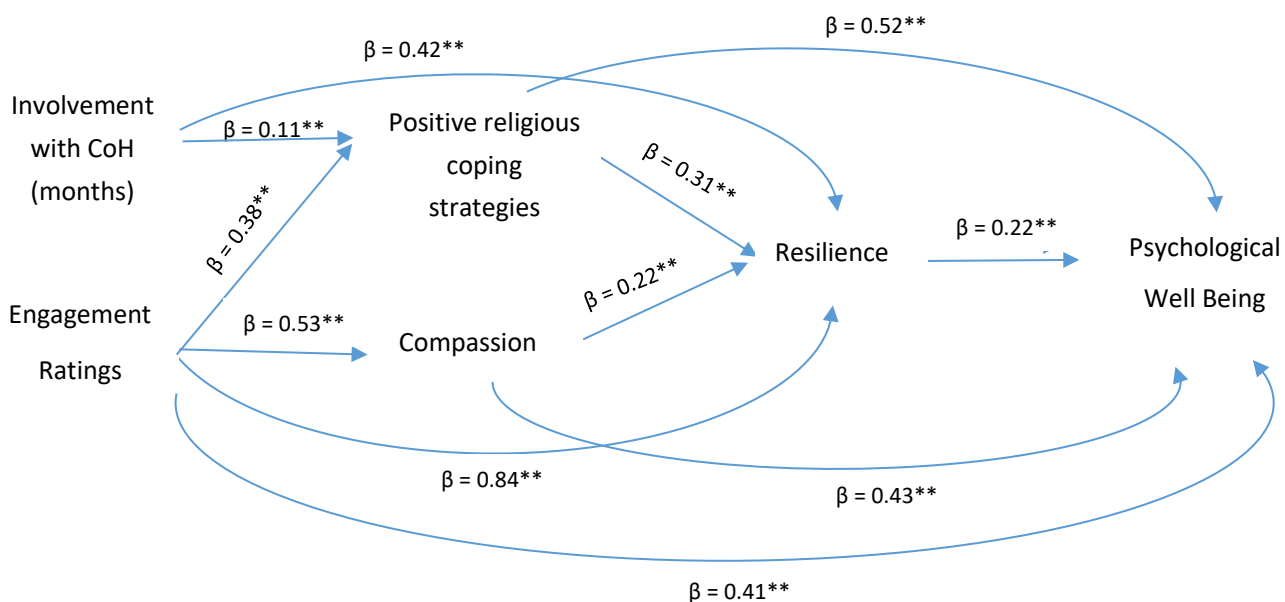 β = 0.52**
β = 0.42**
Involvement
with CoH
(months)
β = 0.11**
Positive religious
coping
strategies
β = 0.38**
β = 0.31**
β = 0.22**
Resilience
β = 0.22**
Psychological
Well Being
Engagement
Ratings
β = 0.53**
Compassion
β = 0.84**
β = 0.43**
β = 0.41**